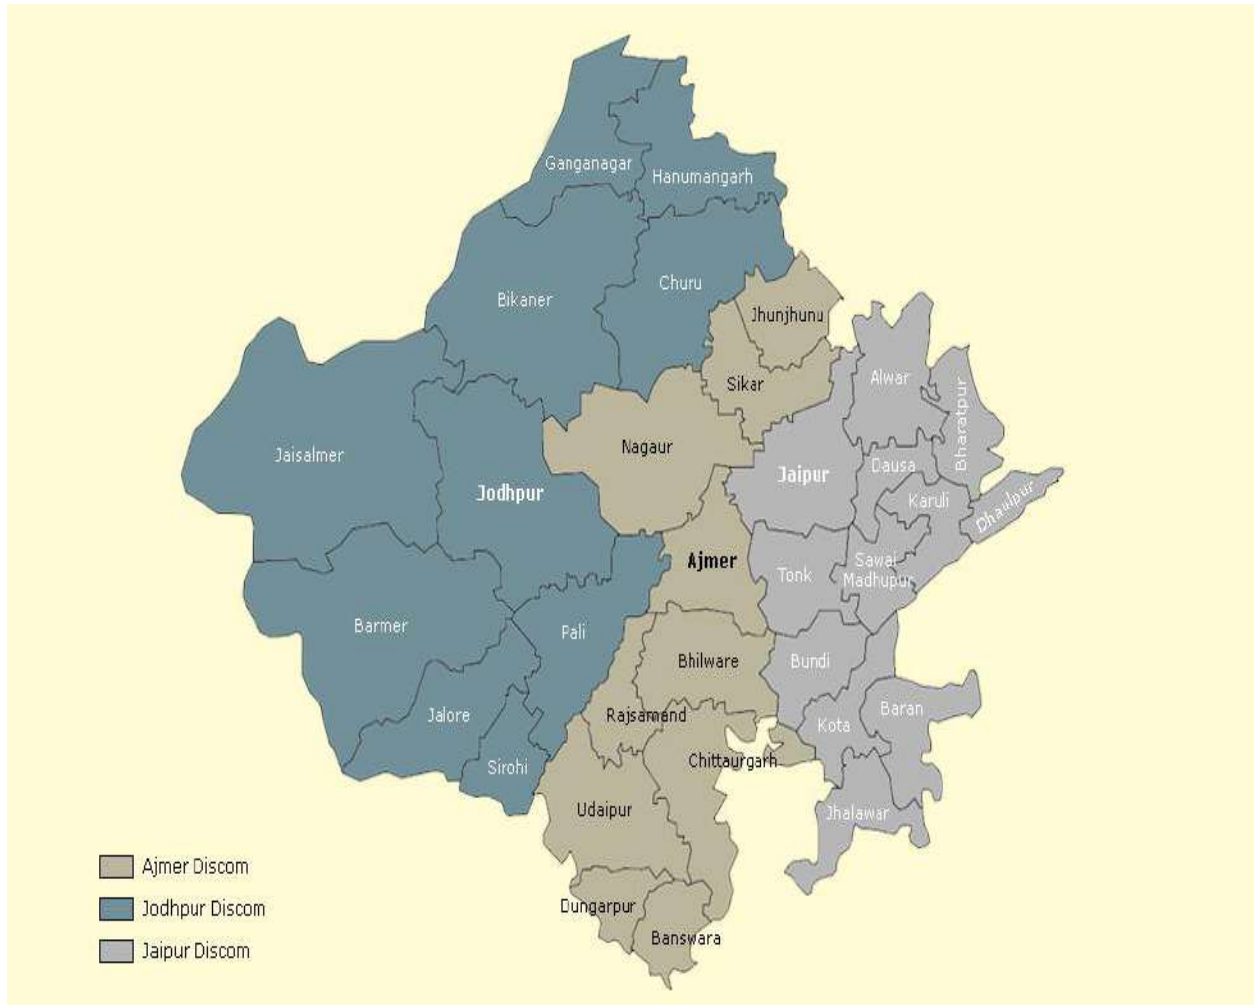 Ganganagar
Hanumangarh
Churu
Bikaner
Jhunjhunu
Sikar
Alwar
Bharatpur
Nagaur
Jaisalmer
Jodhpur
Jaipur
Dausa
Karuli
Dhaulpur
Ajmer
Tonk
Sawai
Madhupur
Barmer
Pali
Bhilware
Bundi
Jalore
Rajsamand
Kota
Baran
Sirohi
Chittaurgarh
Udaipur
Jhalawar
Dungarpur
Banswara
Ajmer Discom
Jodhpur Discom
Jaipur Discom